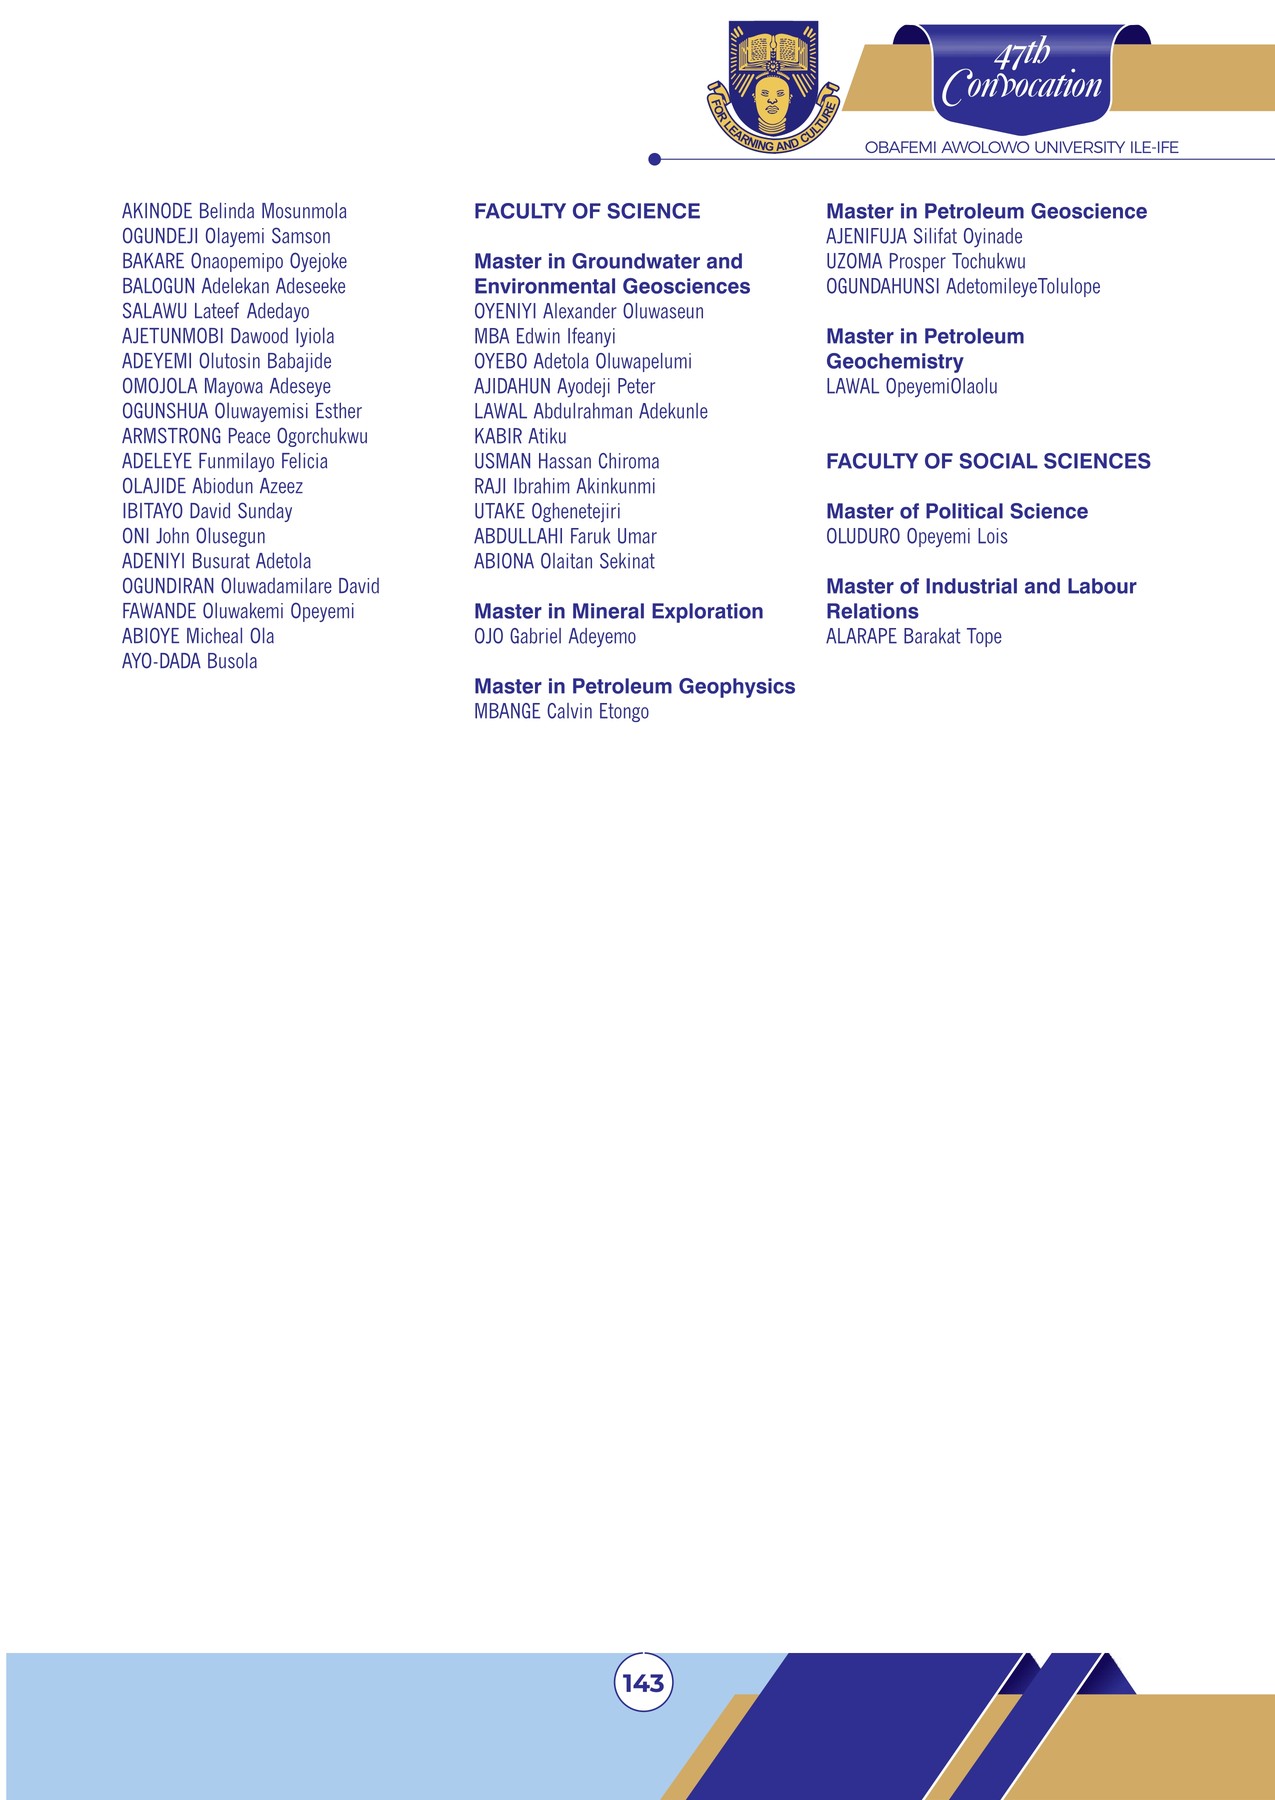 FOR LEARNING AND CULTURE
47th
Convocation
OBAFEMI AWOLOWO UNIVERSITY ILE-IFE
AKINODE Belinda Mosunmola
OGUNDEJI Olayemi Samson
BAKARE Onaopemipo Oyejoke
BALOGUN Adelekan Adeseeke
SALAWU Lateef Adedayo
AJETUNMOBI Dawood Iyiola
ADEYEMI Olutosin Babajide
OMOJOLA Mayowa Adeseye
OGUNSHUA Oluwayemisi Esther
ARMSTRONG Peace Ogorchukwu
ADELEYE Funmilayo Felicia
OLAJIDE Abiodun Azeez
IBITAYO David Sunday
ONI John Olusegun
ADENIYI Busurat Adetola
OGUNDIRAN Oluwadamilare David
FAWANDE Oluwakemi Opeyemi
ABIOYE Micheal Ola
AYO-DADA Busola
FACULTY OF SCIENCE
Master in Groundwater and
Environmental Geosciences
OYENIYI Alexander Oluwaseun
MBA Edwin Ifeanyi
OYEBO Adetola Oluwapelumi
AJIDAHUN Ayodeji Peter
LAWAL Abdulrahman Adekunle
KABIR Atiku
USMAN Hassan Chiroma
RAJI Ibrahim Akinkunmi
UTAKE Oghenetejiri
ABDULLAHI Faruk Umar
ABIONA Olaitan Sekinat
Master in Mineral Exploration
OJO Gabriel Adeyemo
Master in Petroleum Geophysics
MBANGE Calvin Etongo
Master in Petroleum Geoscience
AJENIFUJA Silifat Oyinade
UZOMA Prosper Tochukwu
OGUNDAHUNSI AdetomileyeTolulope
Master in Petroleum
Geochemistry
LAWAL OpeyemiOlaolu
FACULTY OF SOCIAL SCIENCES
Master of Political Science
OLUDURO Opeyemi Lois
Master of Industrial and Labour
Relations
ALARAPE Barakat Tope
143